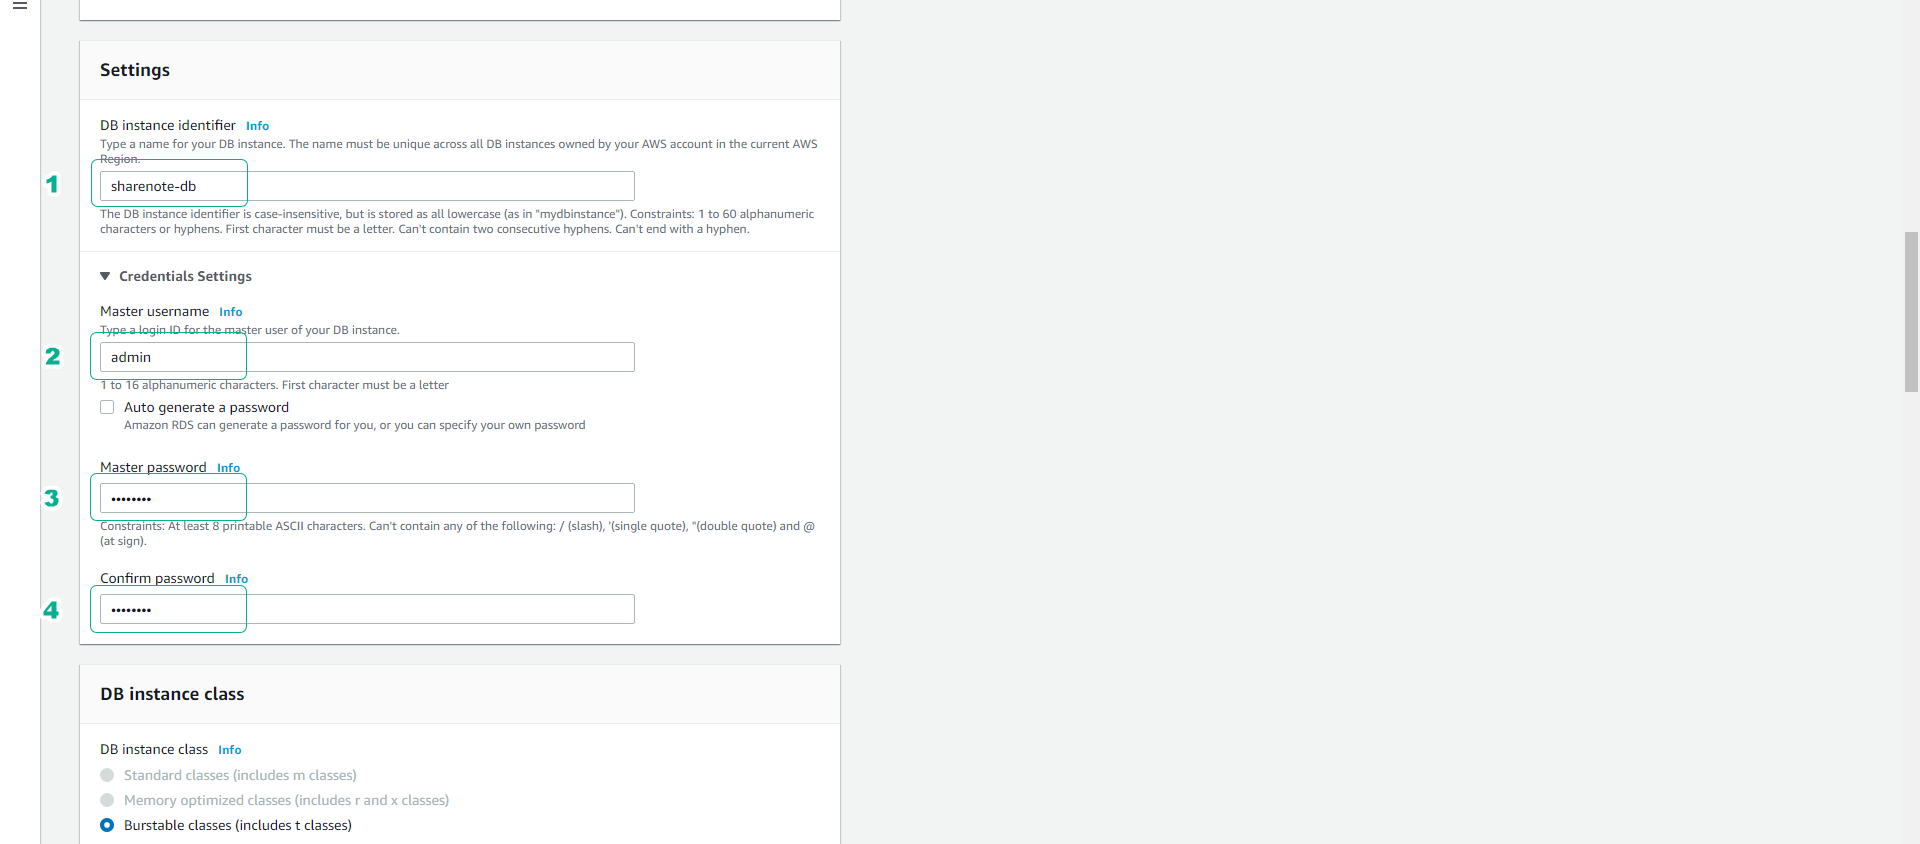 Settings
DB instance identifier Info
Type a name for your DB instance. The name must be unique across all DB instances owned by your AWS account in the current AWS
Region.
1
sharenote-db
The DB instance identifier is case-insensitive, but is stored as all lowercase (as in "mydbinstance"). Constraints: 1 to 60 alphanumeric
characters or hyphens. First character must be a letter. Can't contain two consecutive hyphens. Can't end with a hyphen.
Credentials Settings
Master username Info
Type a login ID for the master user of your DB instance.
2
admin
1 to 16 alphanumeric characters. First character must be a letter
Auto generate a password
Amazon RDS can generate a password for you, or you can specify your own password
Master password Info
3
••••••••
Constraints: At least 8 printable ASCII characters. Can't contain any of the following: / (slash), '(single quote), "(double quote) and @
(at sign).
Confirm password Info
4
••••••••
DB instance class
DB instance class Info
Standard classes (includes m classes)
Memory optimized classes (includes r and x classes)
Burstable classes (includes t classes)